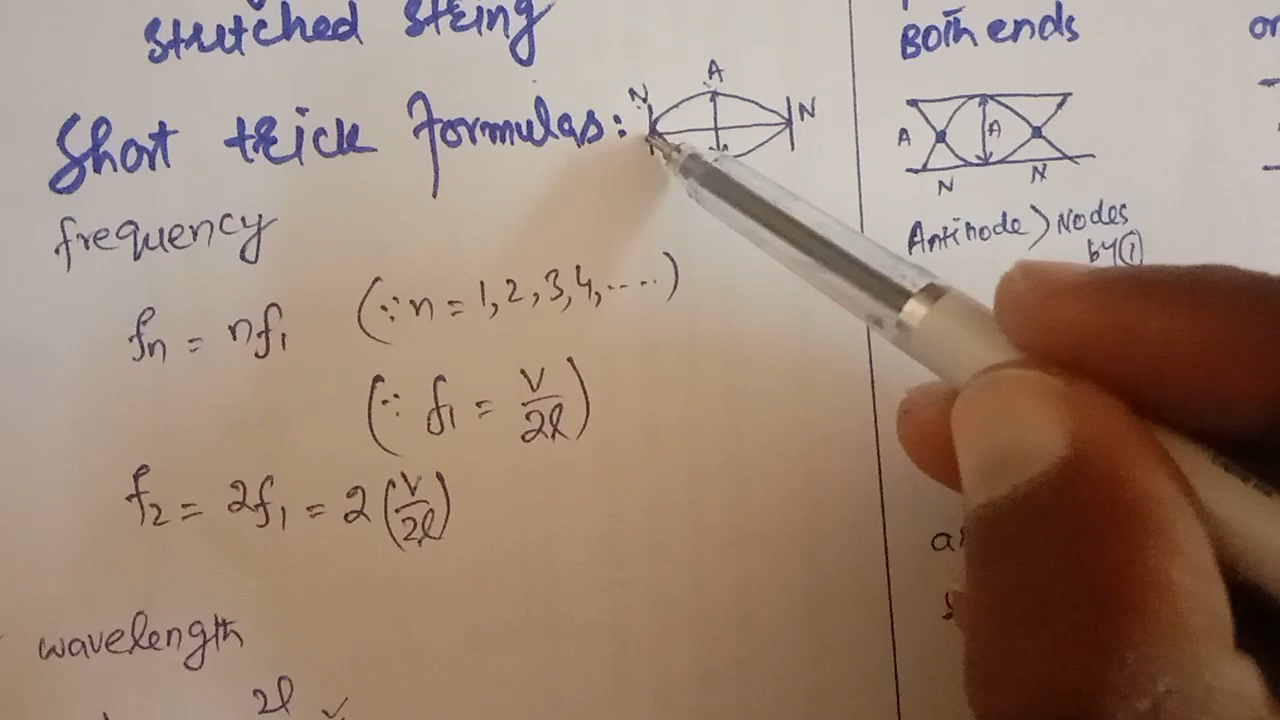 stretched string
Short trick formulas:
N A N
frequency
fn = nf1 (∵ n = 1, 2, 3, 4, .....)
(∵ f1 = v/2l)
f2 = 2f1 = 2(v/2l)
wavelength
2l
Both ends
A A
N N
Antinode > Nodes
by ①